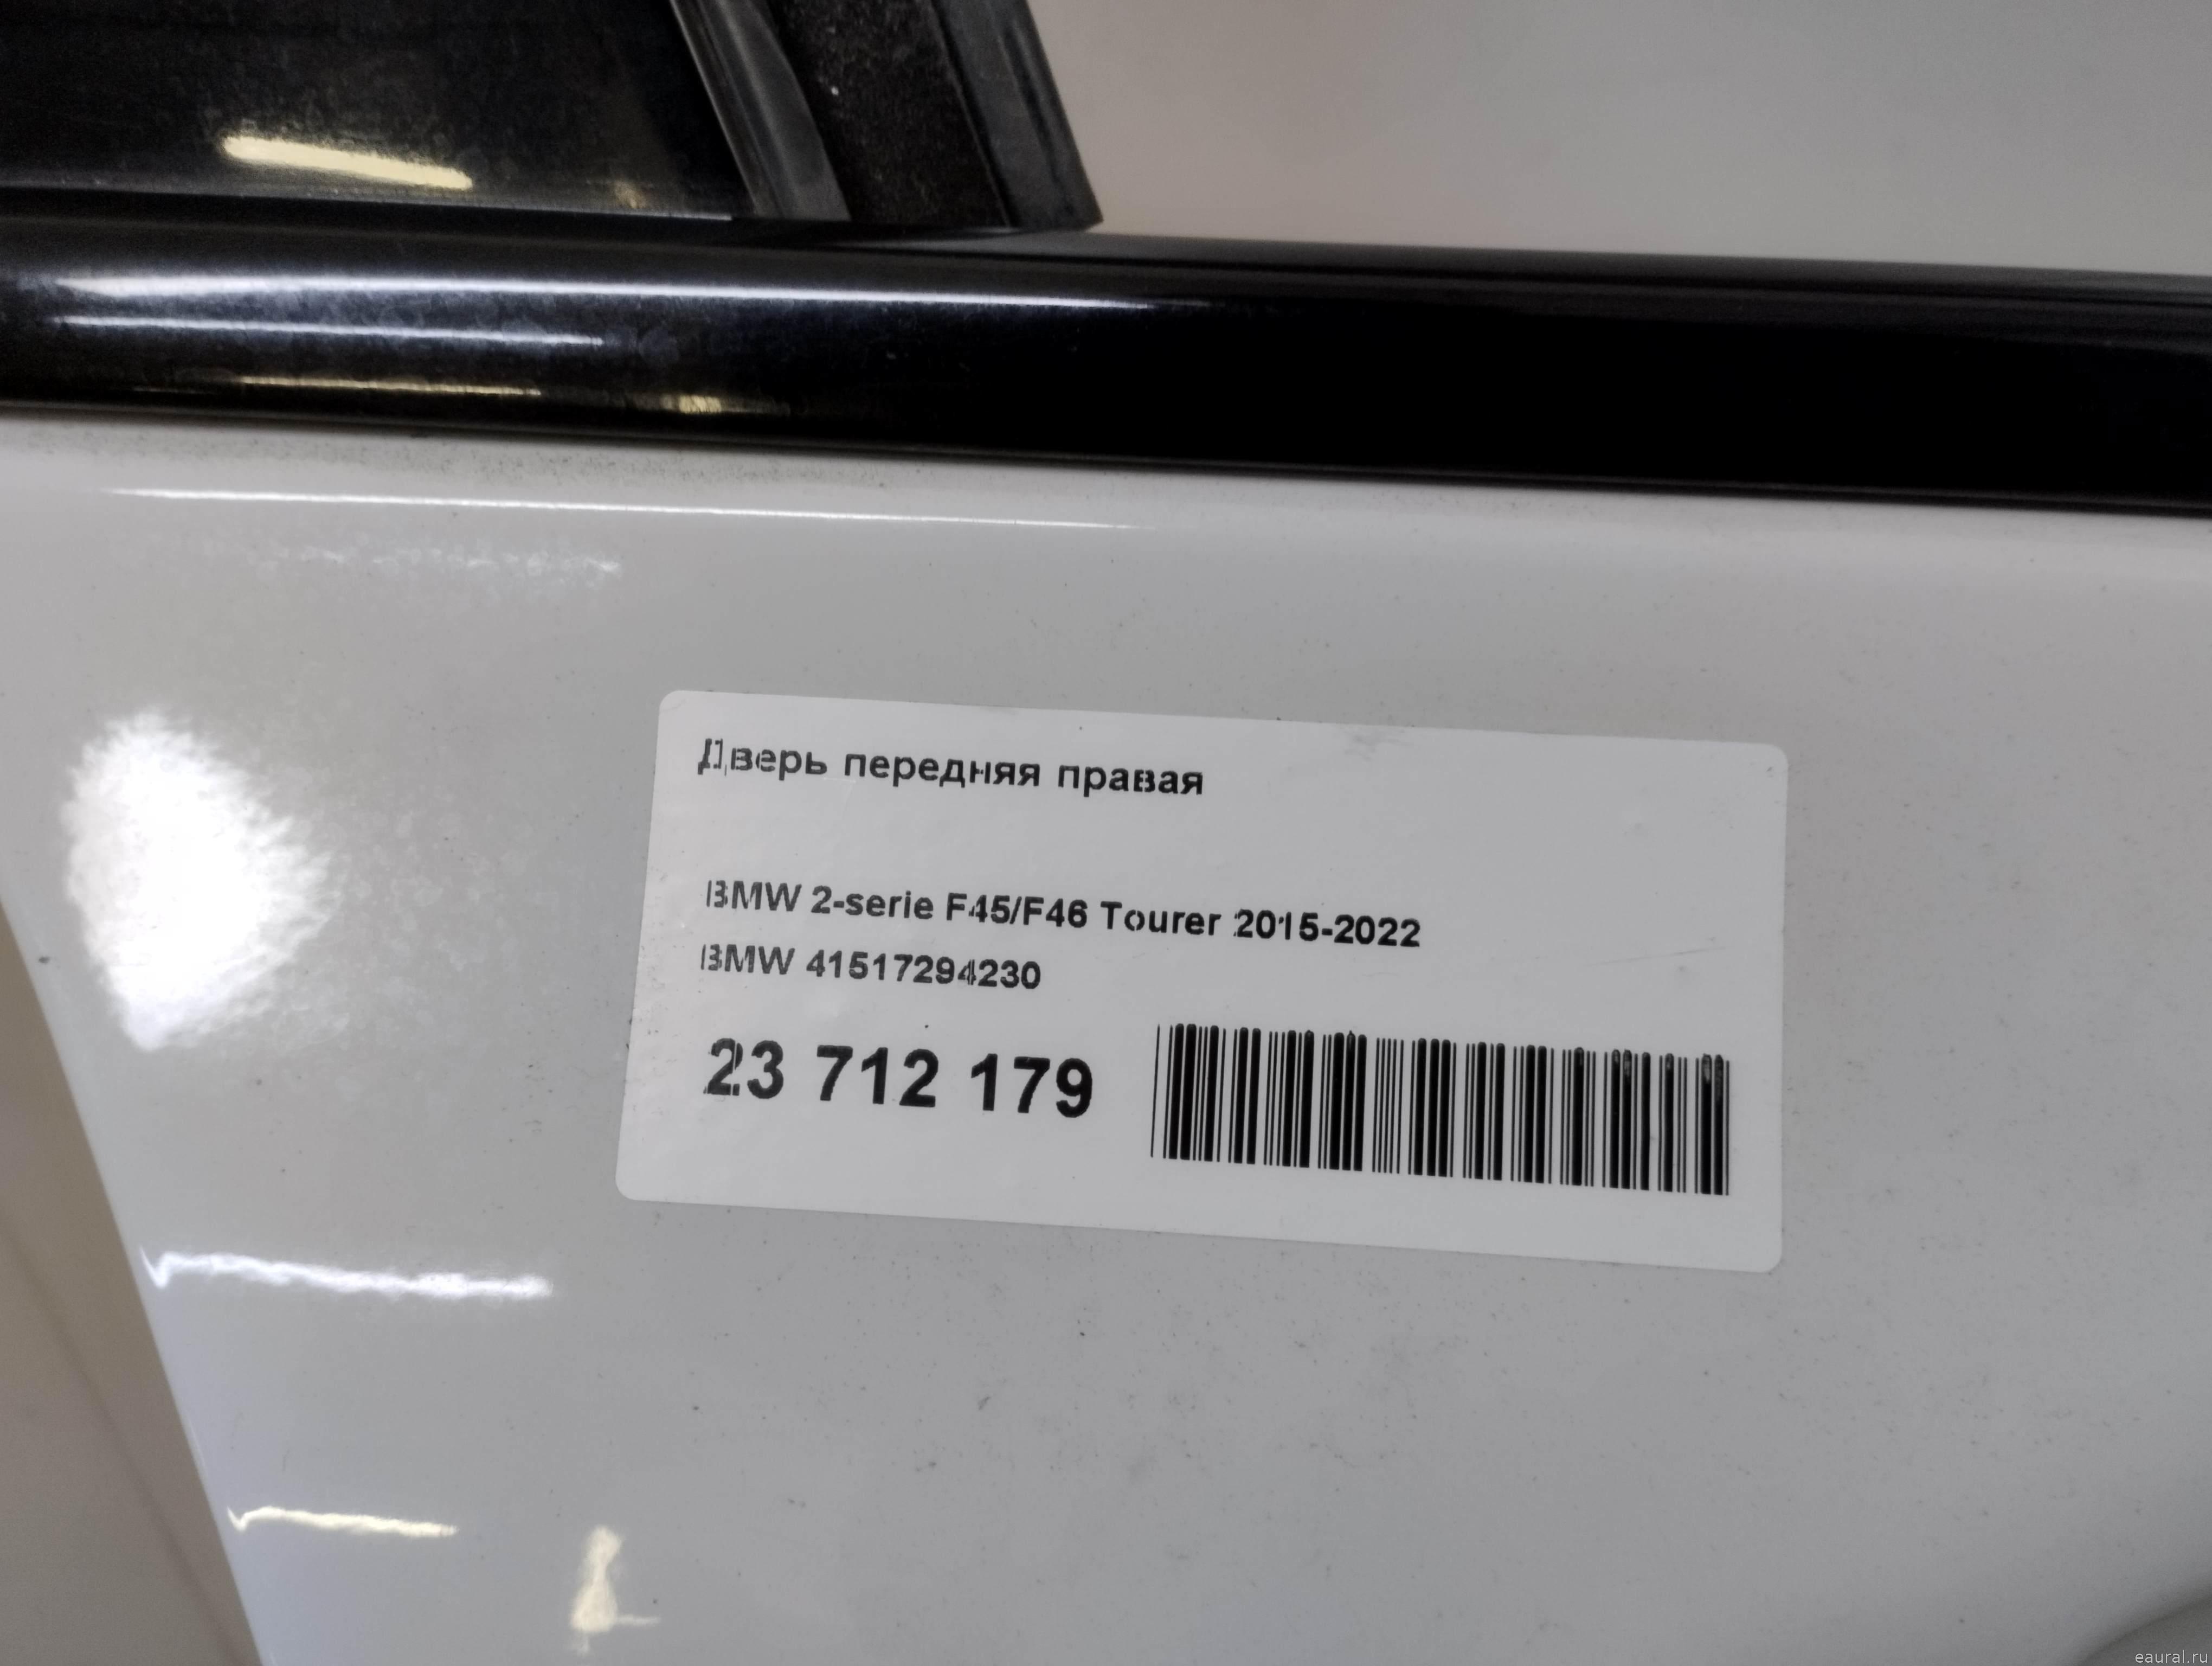 Дверь передняя правая
BMW 2-serie F45/F46 Tourer 2015-2022
BMW 41517294230
23 712 179
eaural.ru